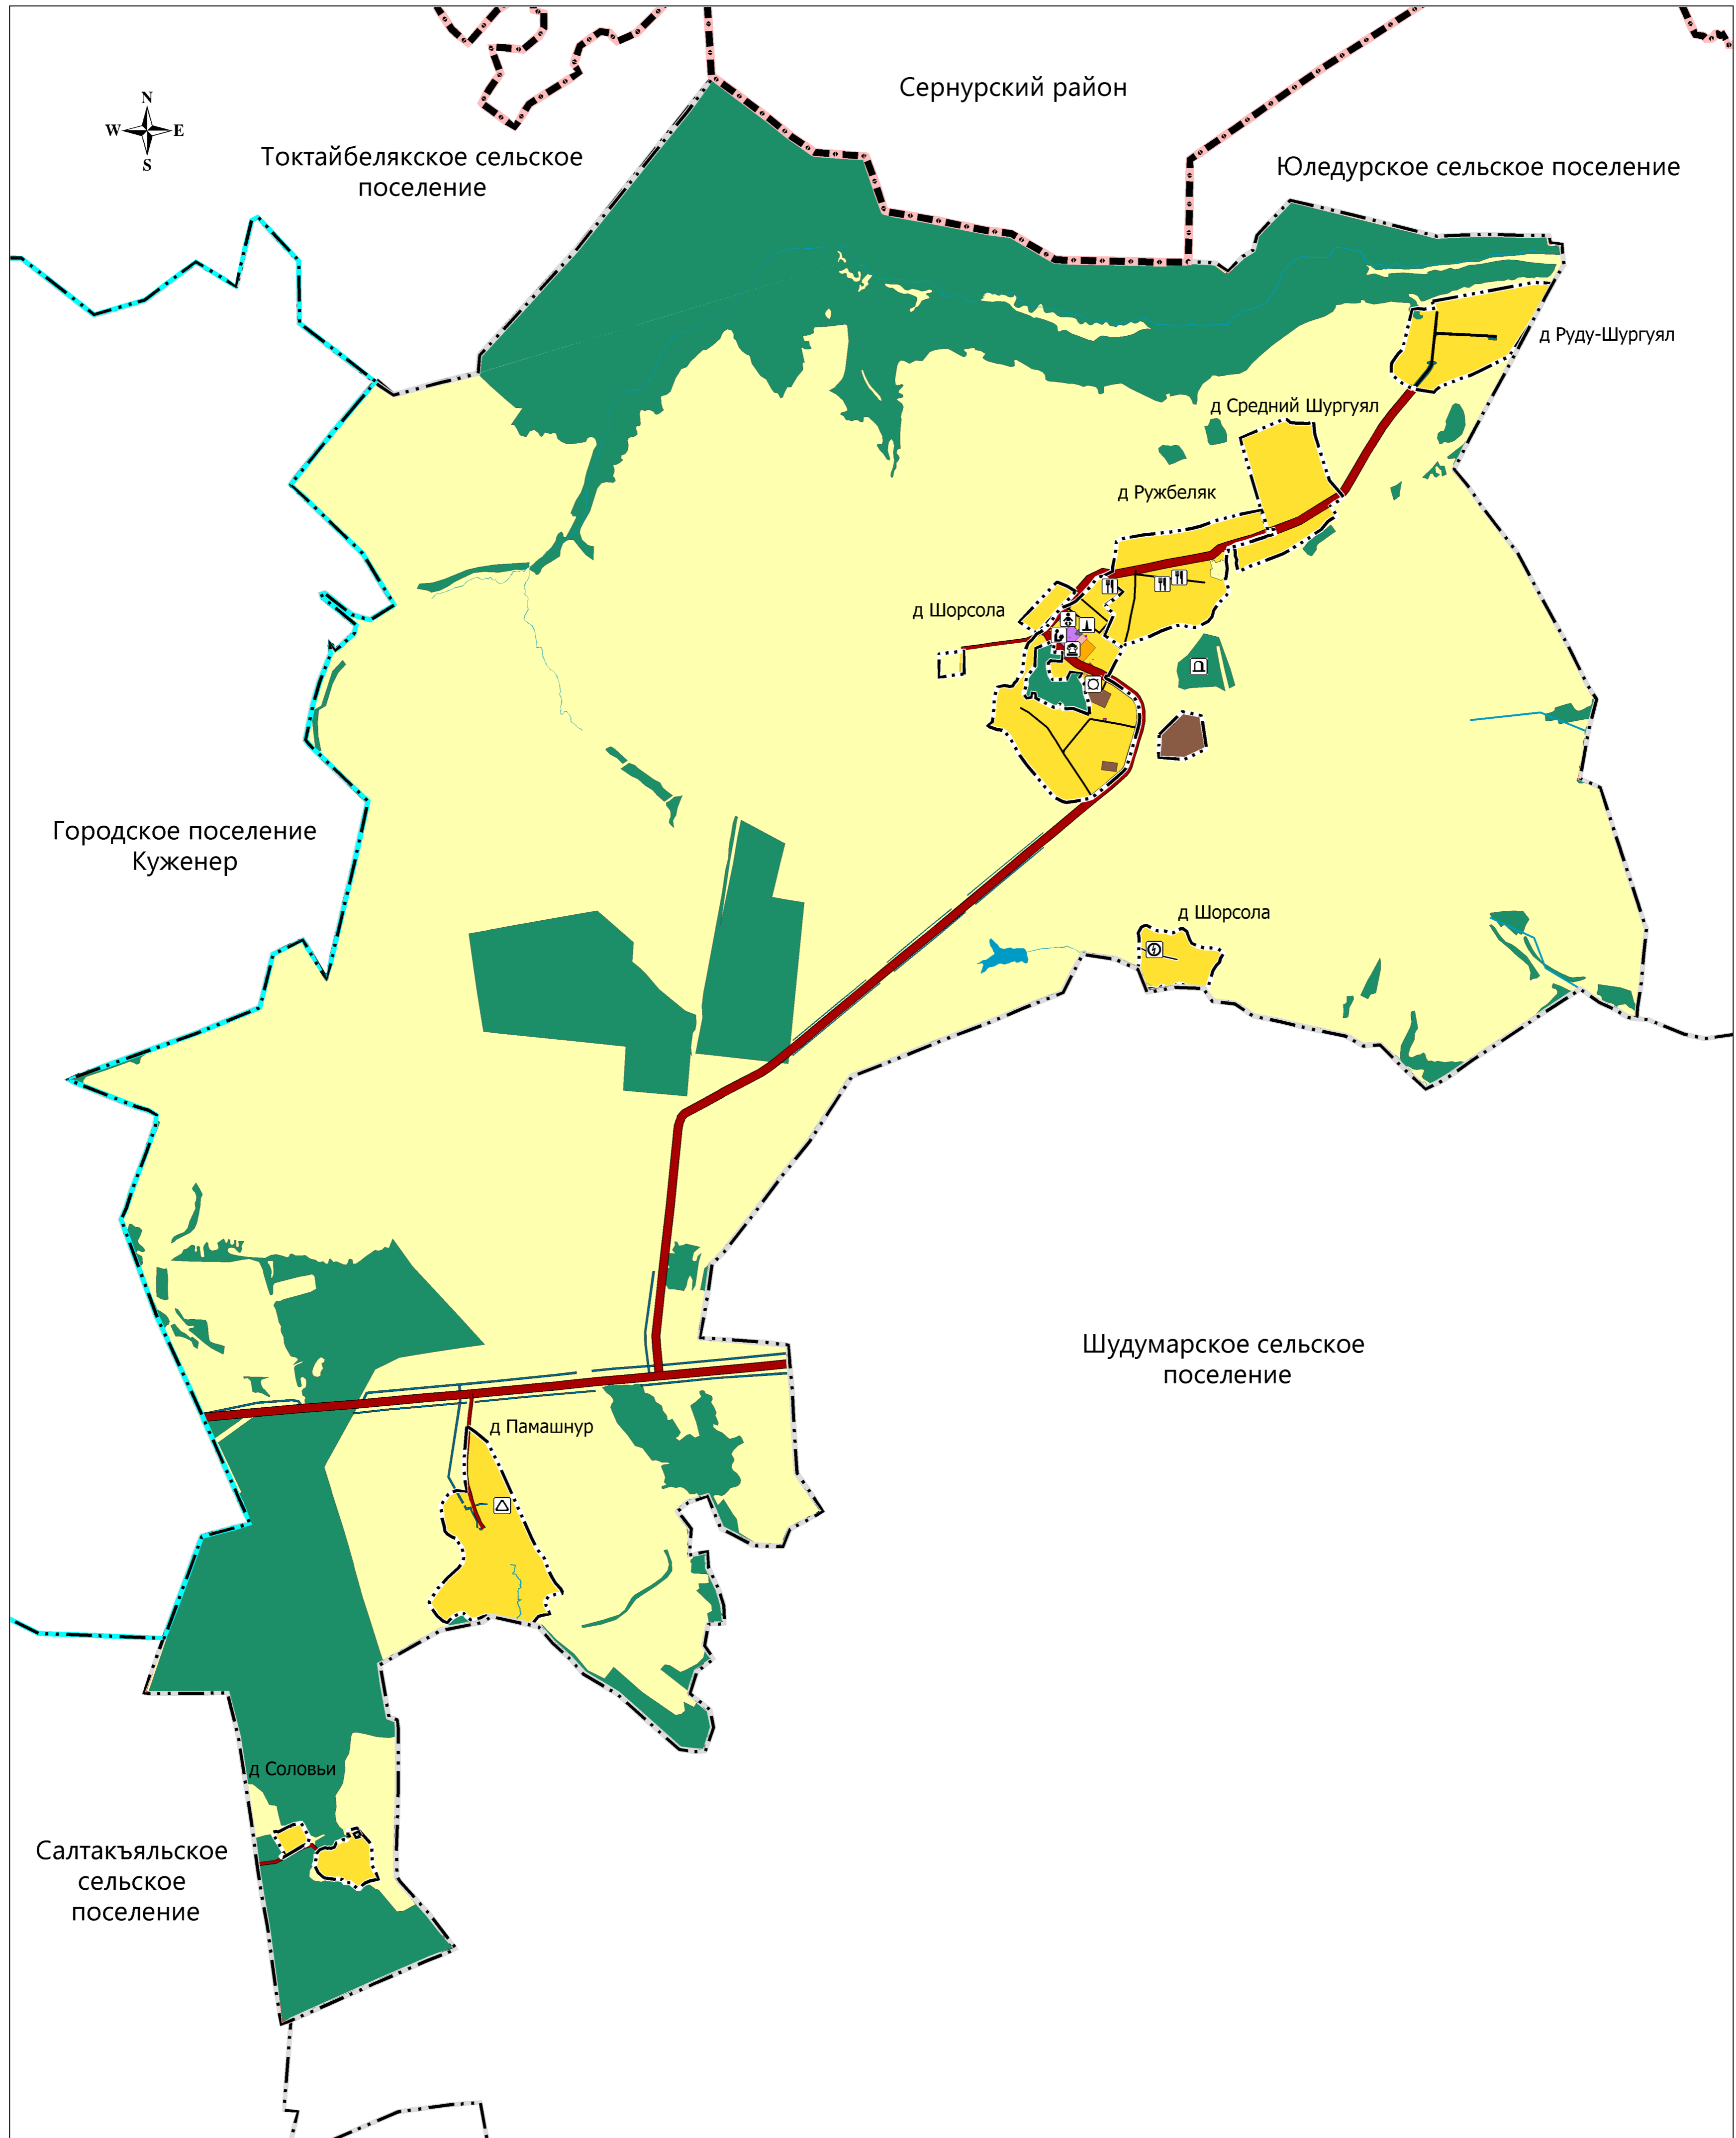 Сернурский район
N
W E
S
Токтайбелякское сельское
поселение
Юледурское сельское поселение
д Руду-Шургуял
д Средний Шургуял
д Ружбеляк
д Шорсола
Городское поселение
Куженер
д Шорсола
Шудумарское сельское
поселение
д Памашнур
д Соловьи
Салтакъяльское
сельское
поселение